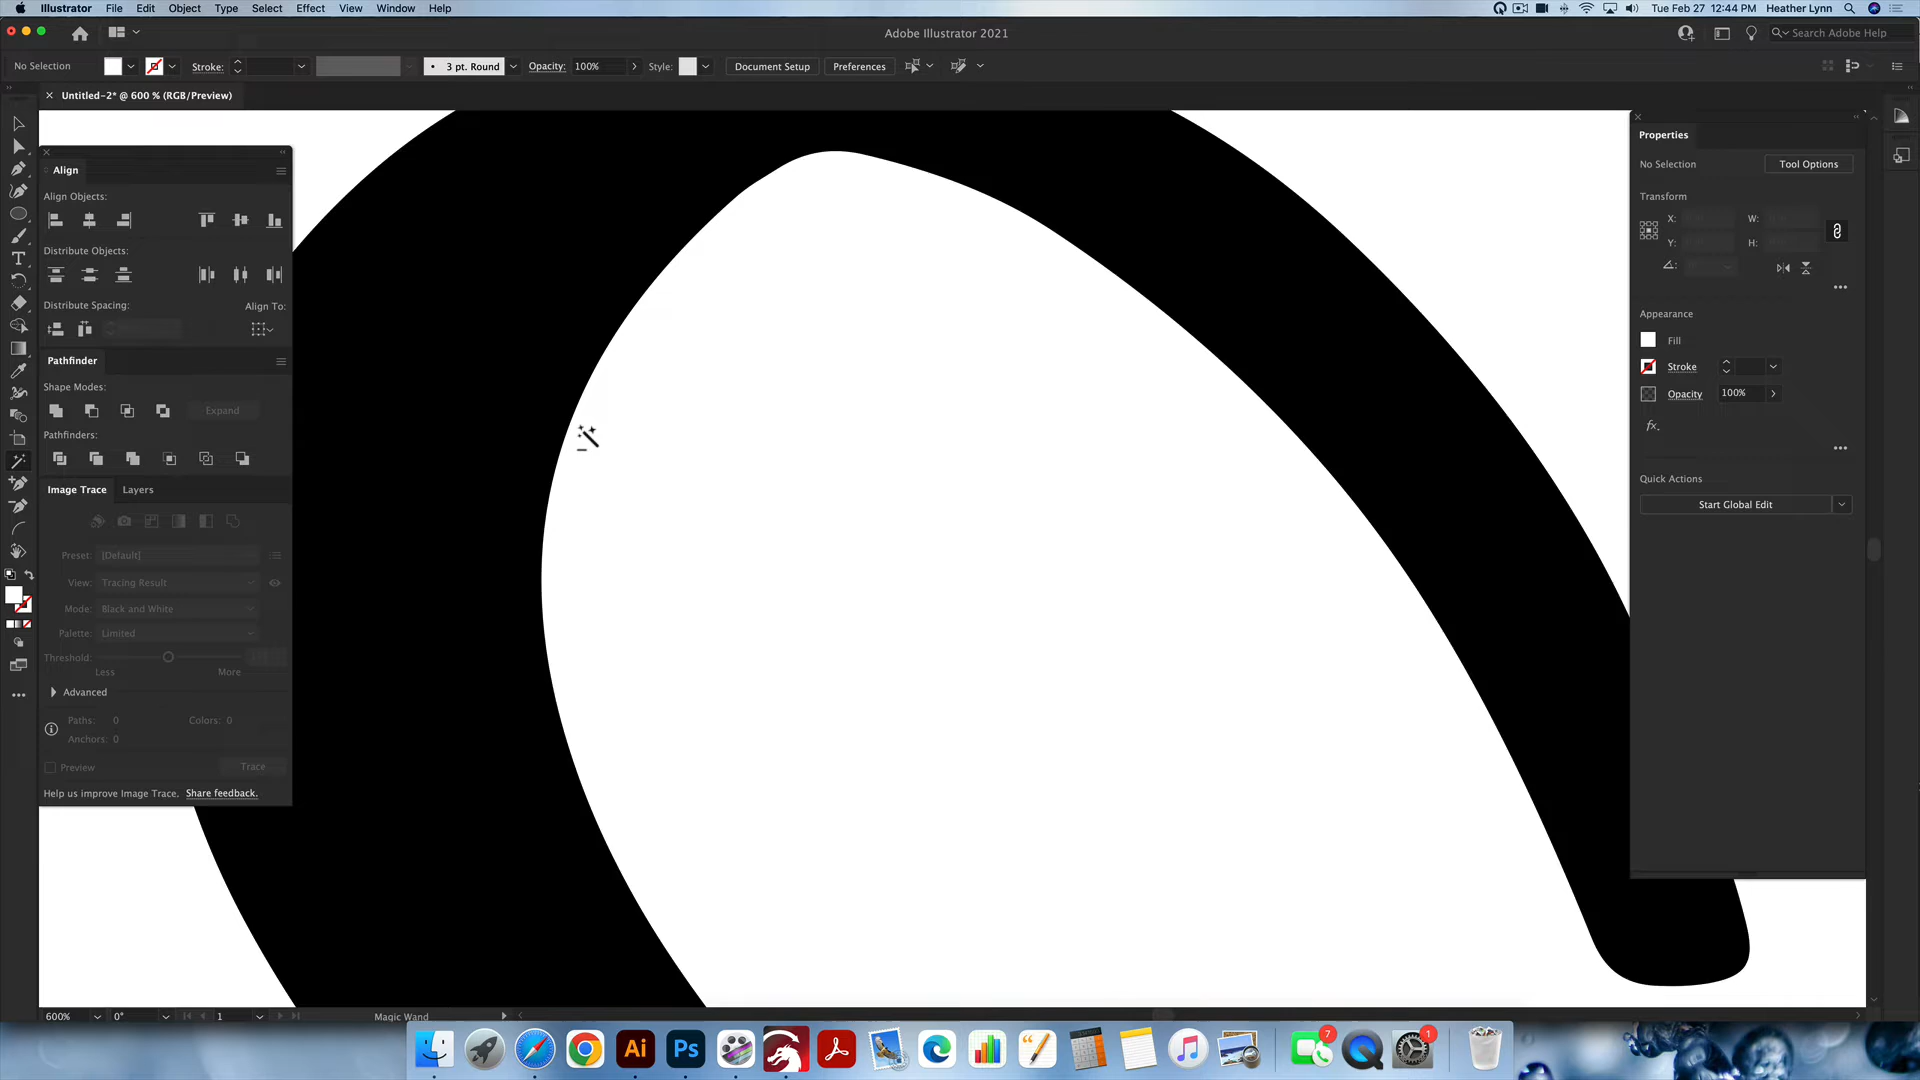 Illustrator File Edit Object Type Select Effect View Window Help Tue Feb 27 12:44 PM Heather Lynn
Adobe Illustrator 2021 Search Adobe Help
No Selection Stroke: 3 pt. Round Opacity: 100% Style: Document Setup Preferences
Untitled-2* @ 600 % (RGB/Preview)
Align
Align Objects:
Distribute Objects:
Distribute Spacing: Align To:
Pathfinder
Shape Modes:
Expand
Pathfinders:
Image Trace Layers
Preset: [Default]
View: Tracing Result
Mode: Black and White
Palette: Limited
Threshold:
Less More
Advanced
Paths: 0 Colors: 0
Anchors: 0
Preview Trace
Help us improve Image Trace. Share feedback.
Properties
No Selection Tool Options
Transform
X: W:
Y: H:
Appearance
Fill
Stroke
Opacity 100%
fx
Quick Actions
Start Global Edit
600% 0° 1 Magic Wand
Ai Ps 7 1